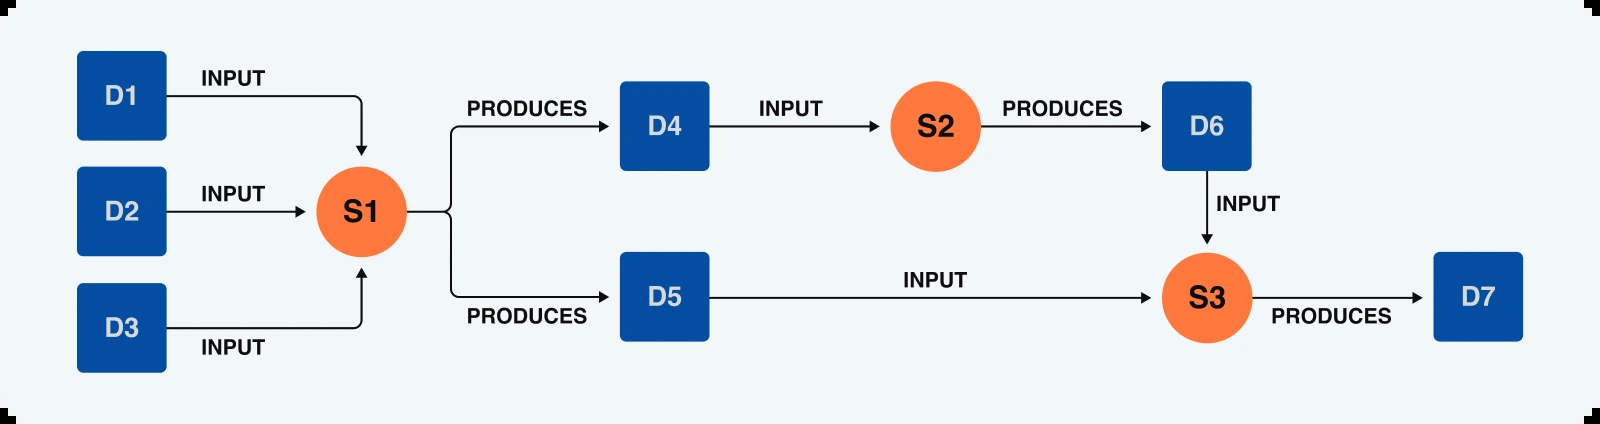 D1
INPUT
D2
INPUT
D3
INPUT
S1
PRODUCES
PRODUCES
D4
INPUT
S2
PRODUCES
D6
INPUT
D5
INPUT
S3
PRODUCES
D7